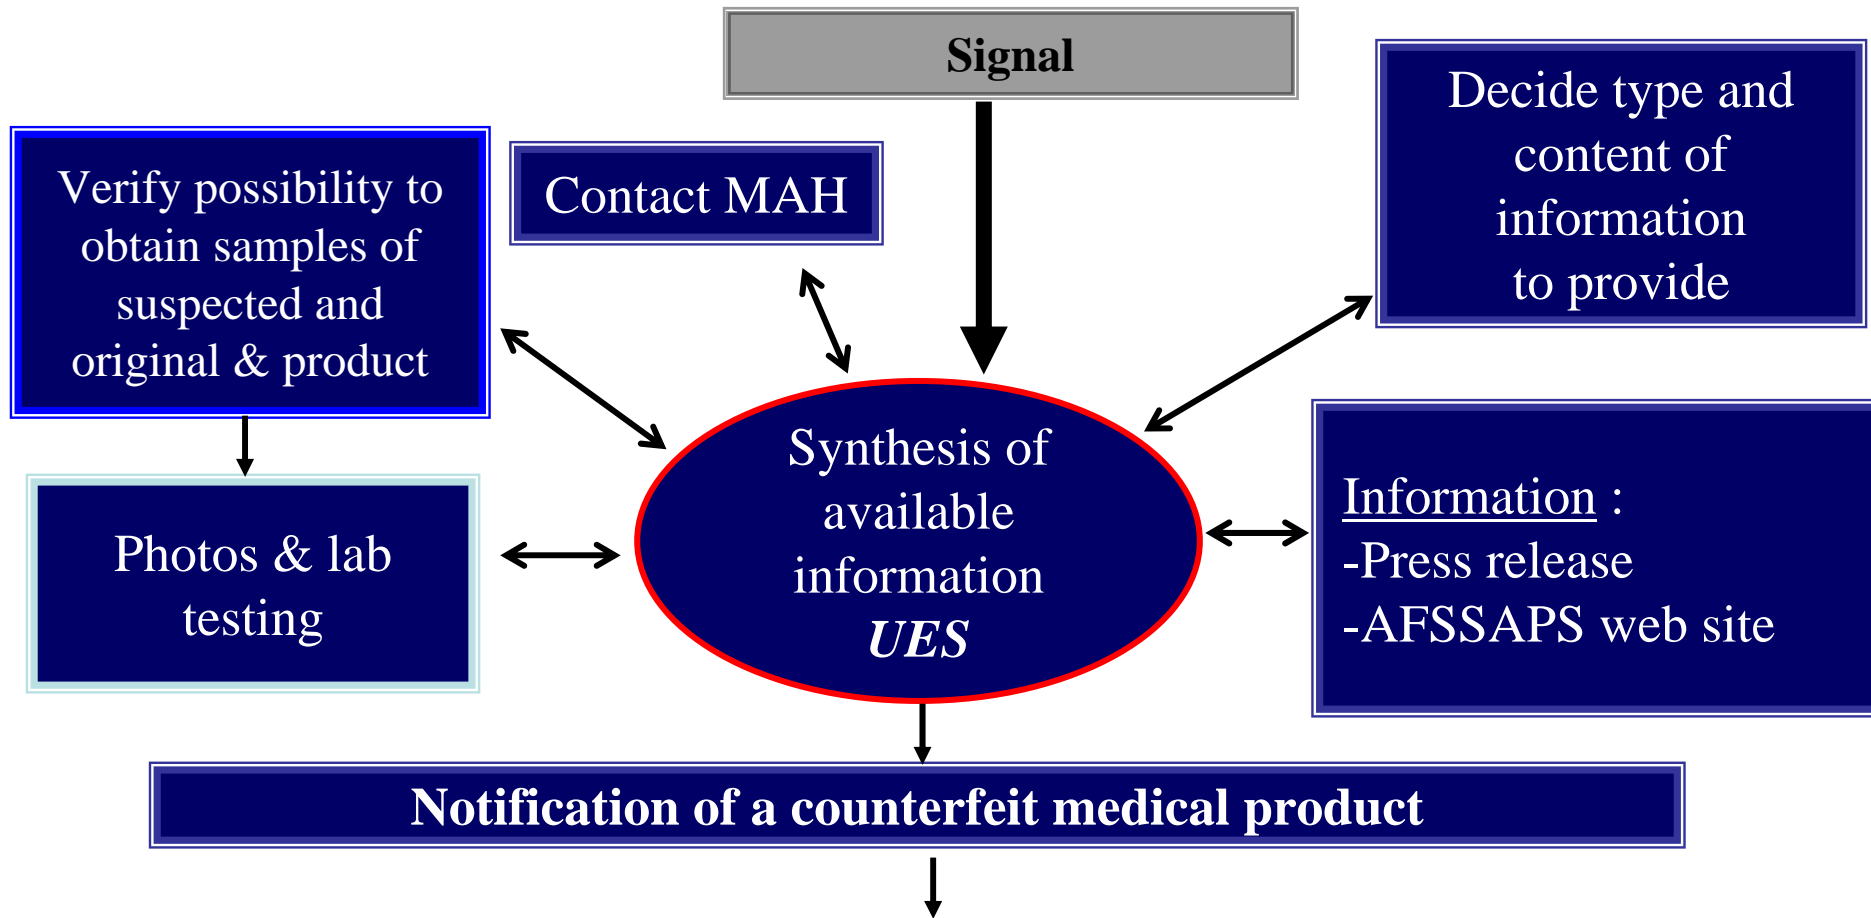 Signal
Verify possibility to
obtain samples of
suspected and
original & product
Contact MAH
Decide type and
content of
information
to provide
Photos & lab
testing
Synthesis of
available
information
UES
Information :
-Press release
-AFSSAPS web site
Notification of a counterfeit medical product